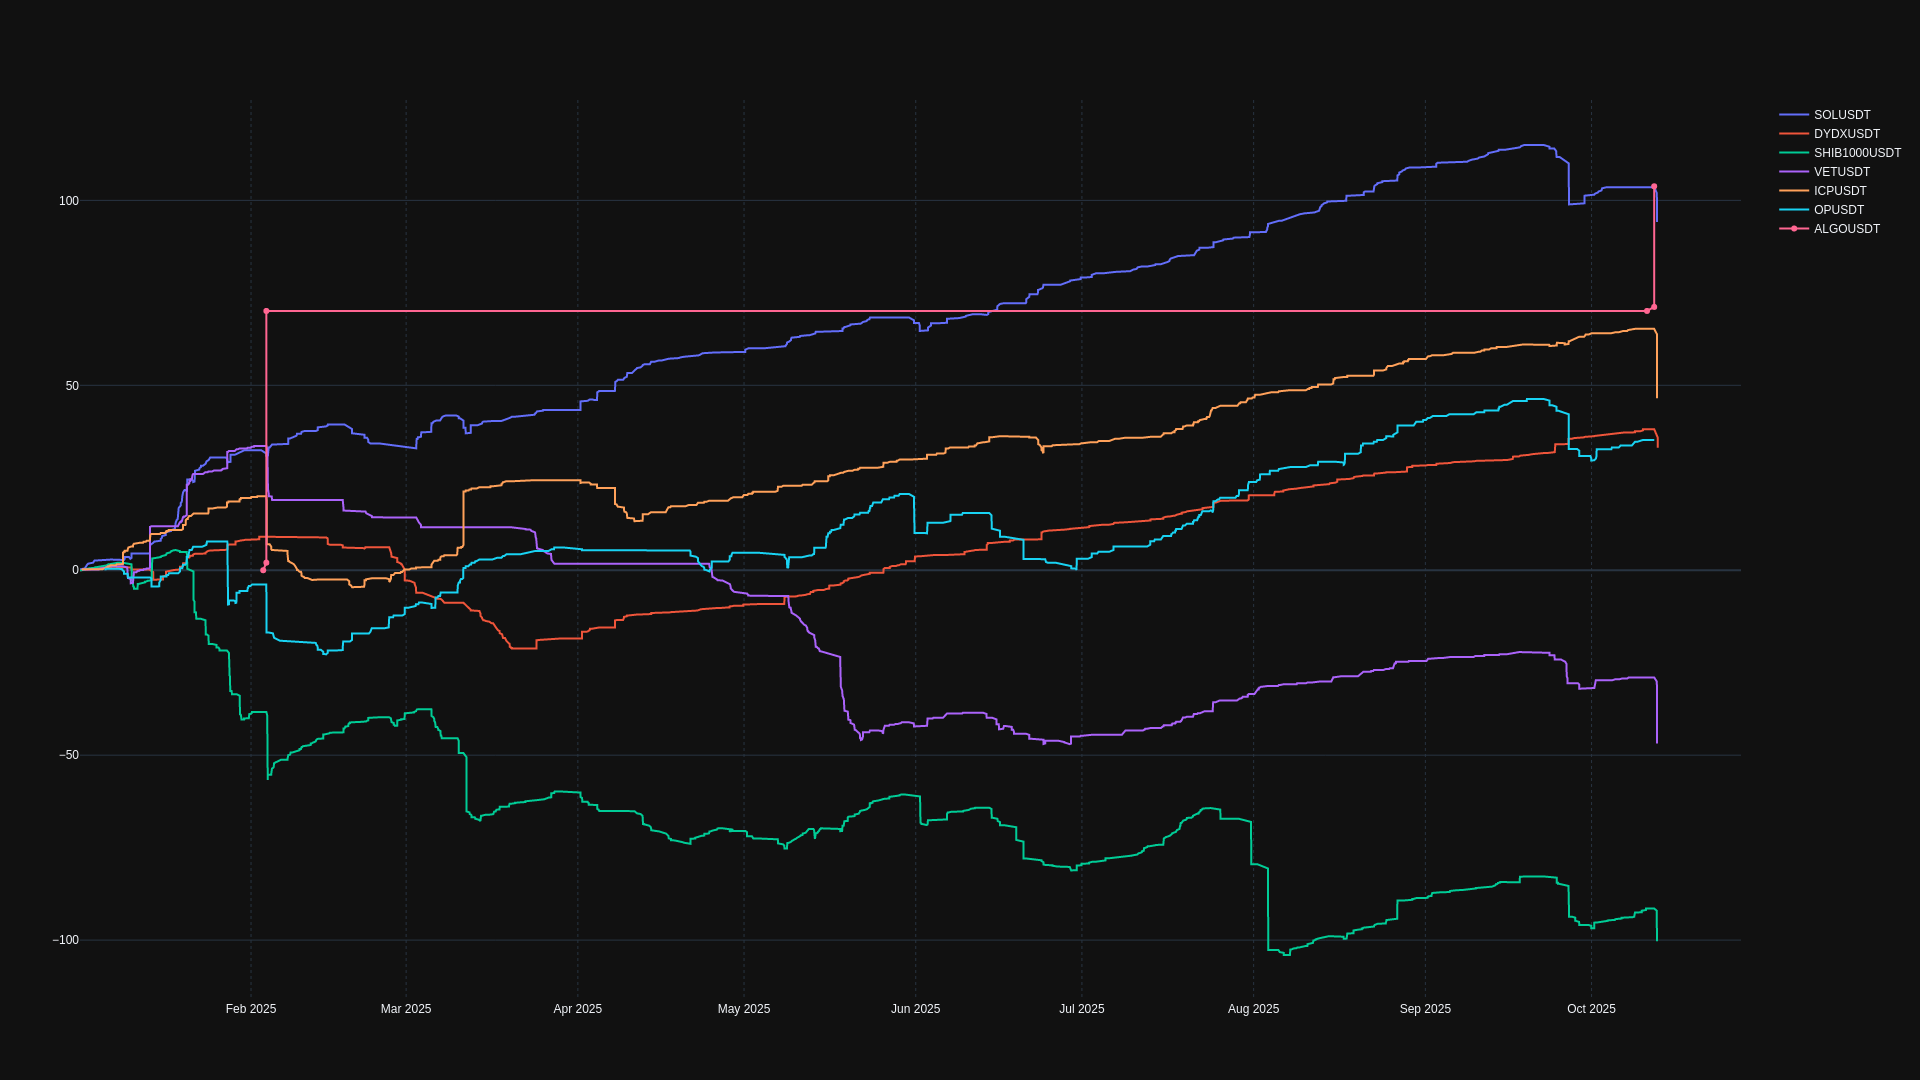 SOLUSDT
DYDXUSDT
SHIB1000USDT
VETUSDT
ICPUSDT
OPUSDT
ALGOUSDT
100
50
0
−50
−100
Feb 2025
Mar 2025
Apr 2025
May 2025
Jun 2025
Jul 2025
Aug 2025
Sep 2025
Oct 2025